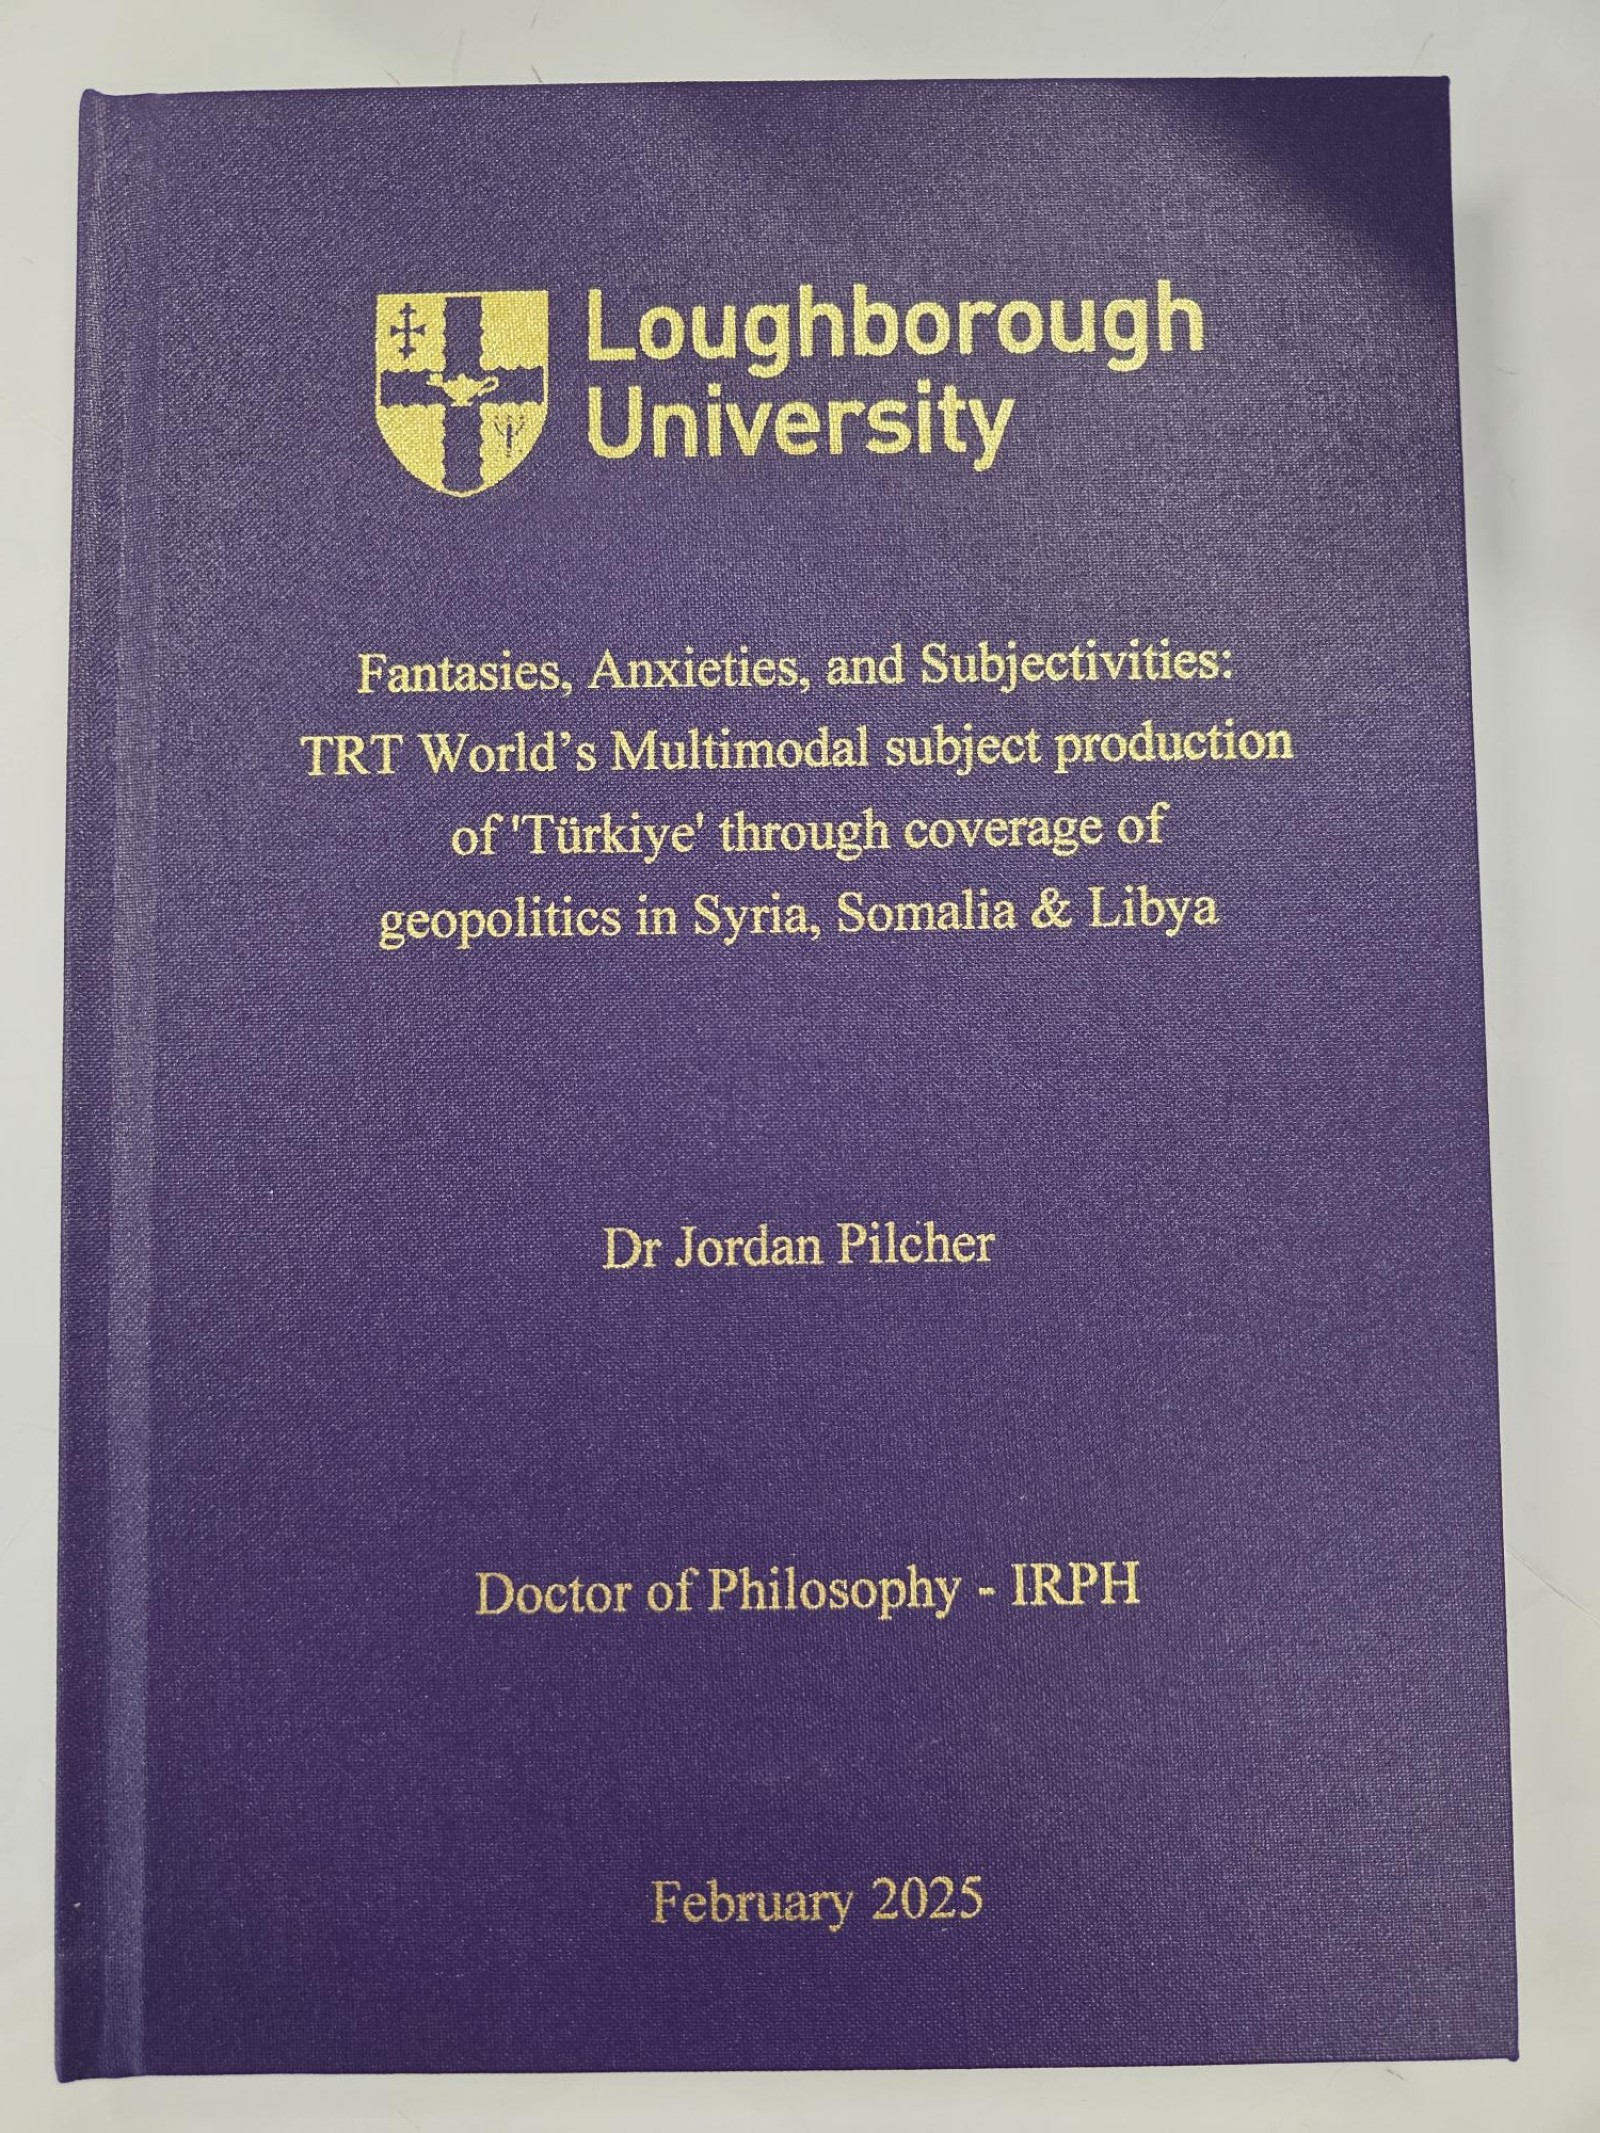 Loughborough
University
Fantasies, Anxieties, and Subjectivities:
TRT World’s Multimodal subject production
of 'Türkiye' through coverage of
geopolitics in Syria, Somalia & Libya
Dr Jordan Pilcher
Doctor of Philosophy - IRPH
February 2025